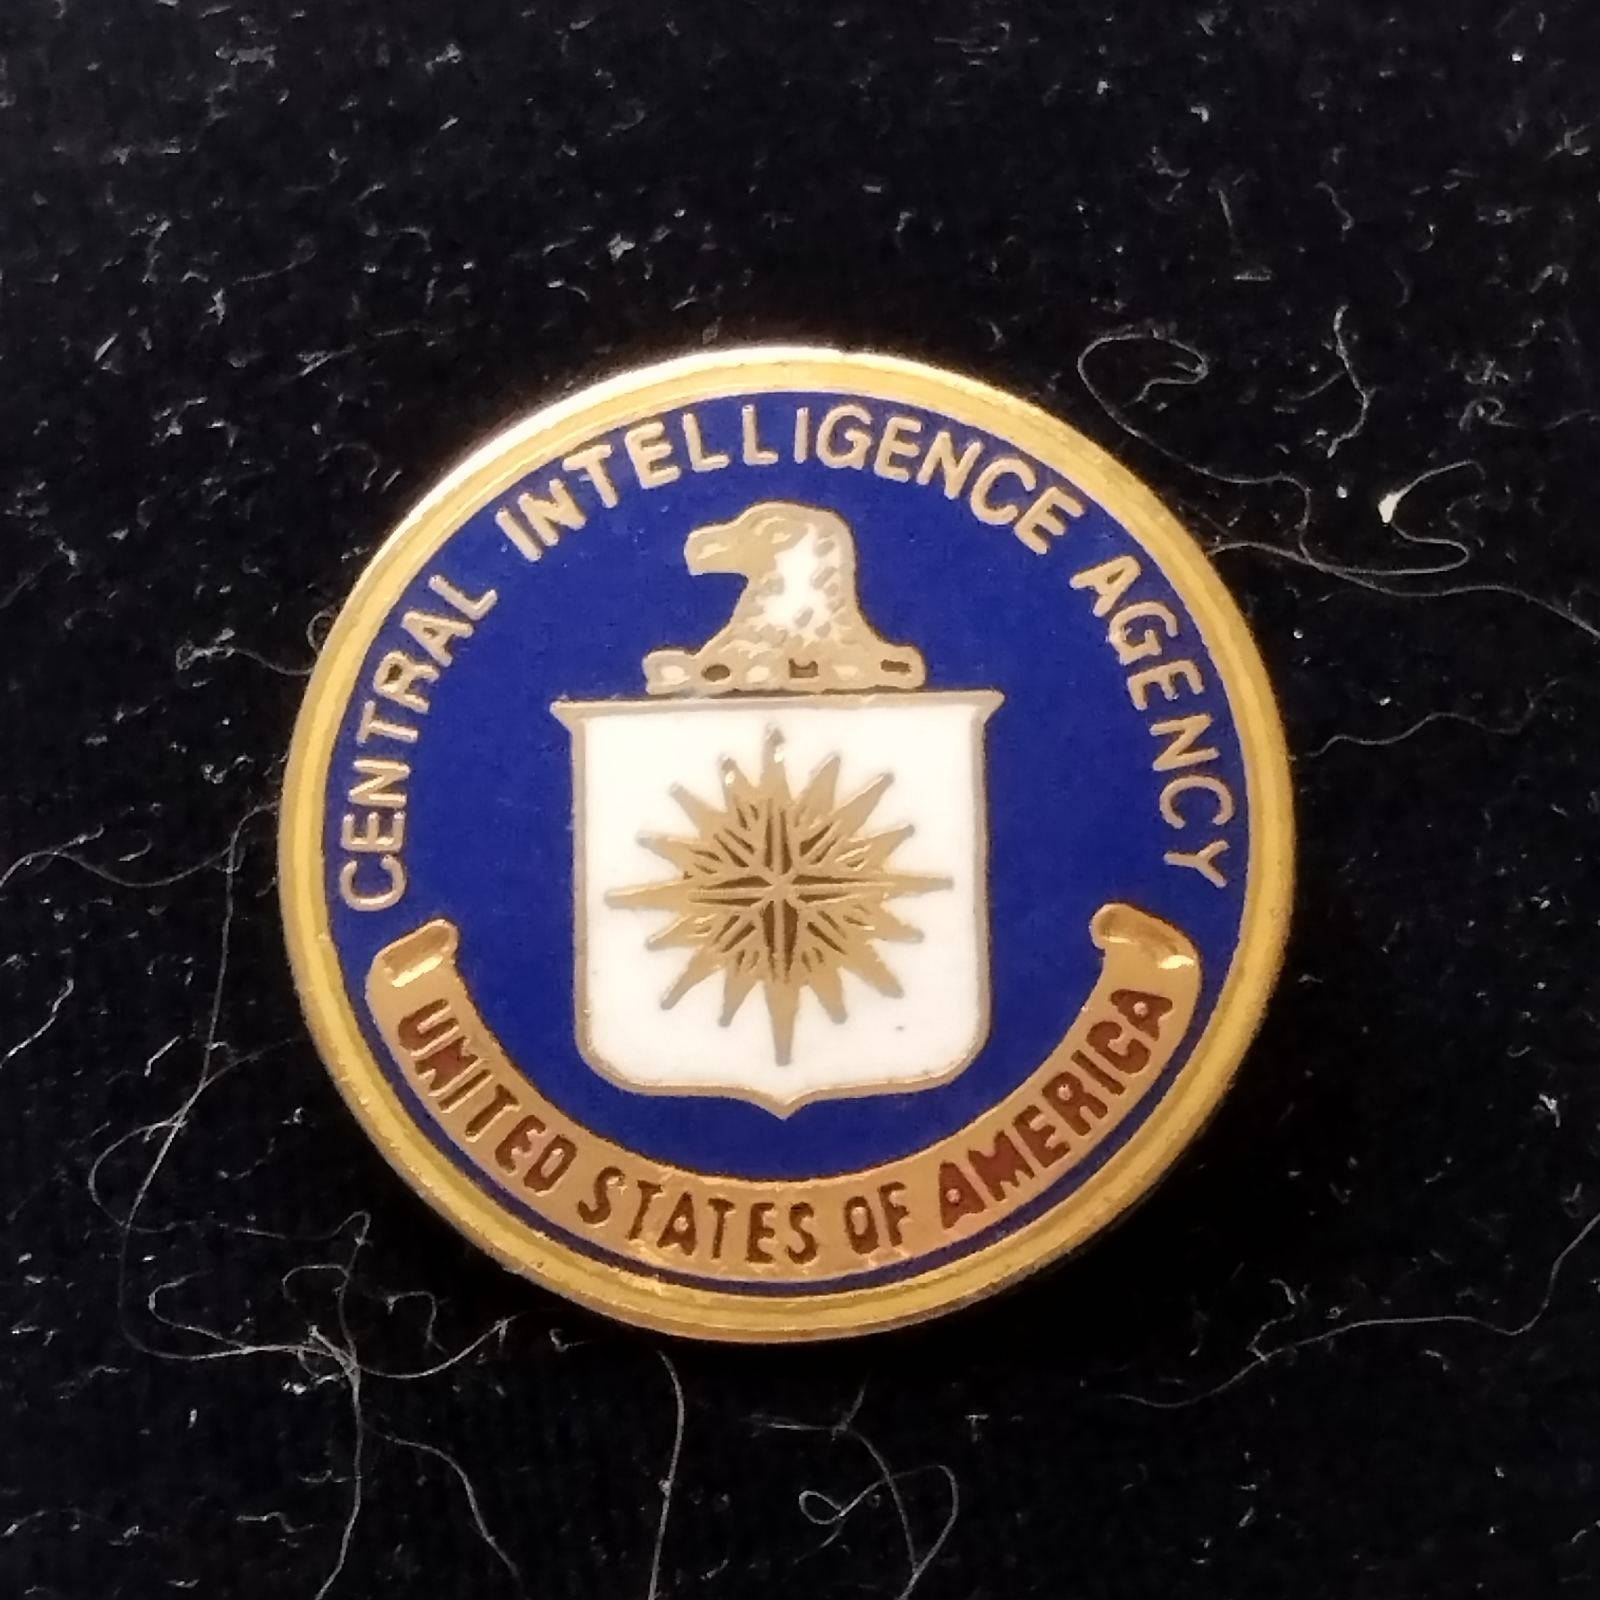 CENTRAL INTELLIGENCE AGENCY
UNITED STATES OF AMERICA